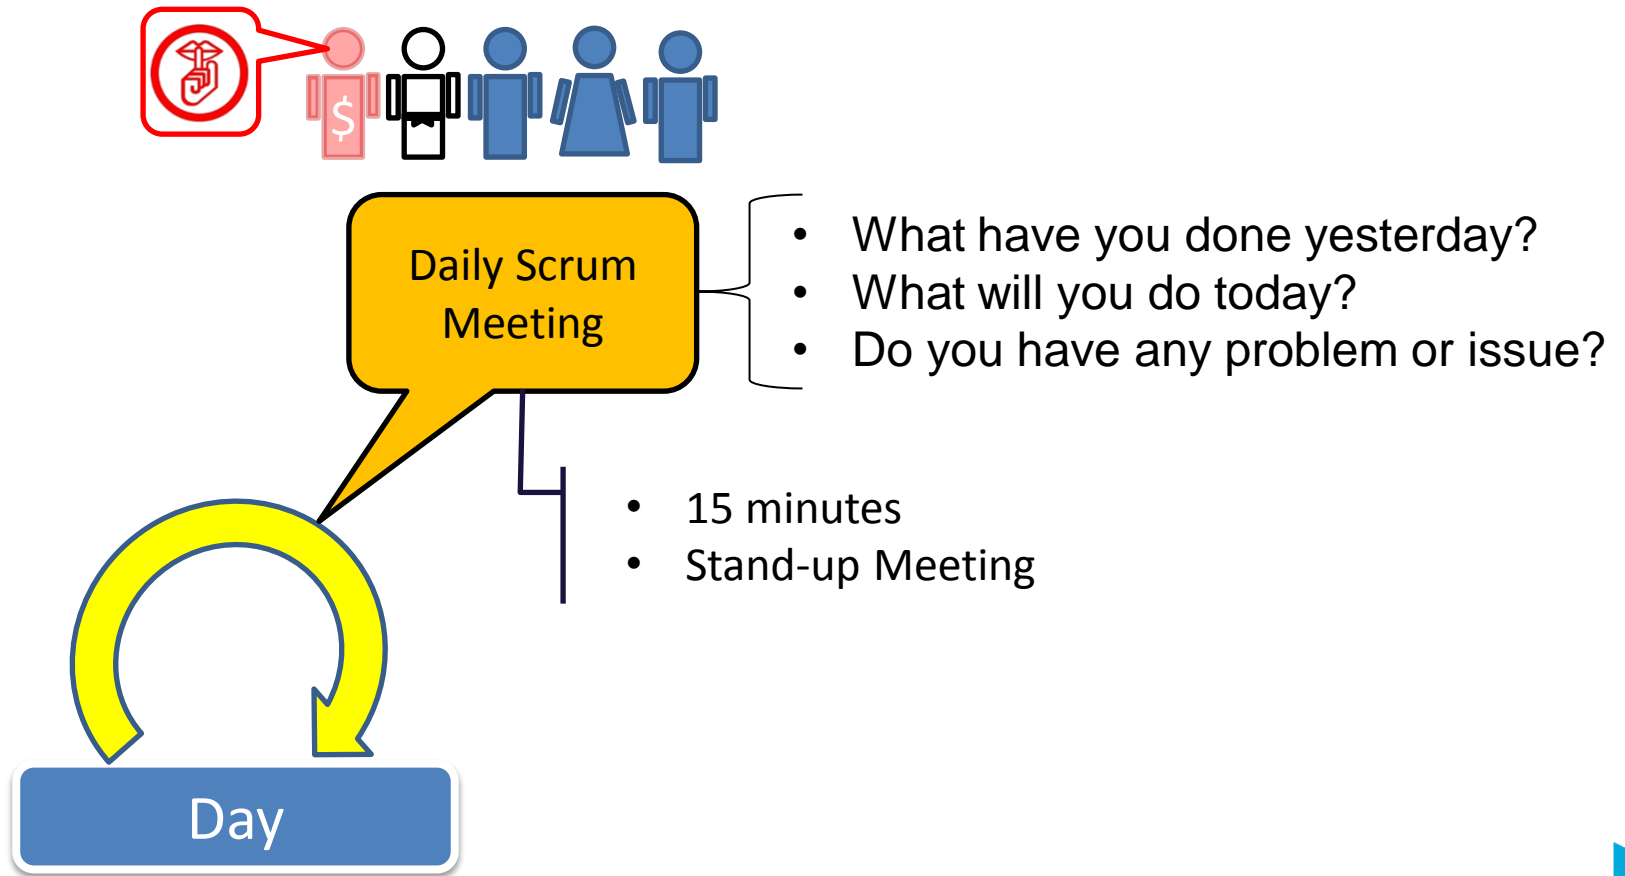 $
Daily Scrum
Meeting
• What have you done yesterday?
• What will you do today?
• Do you have any problem or issue?
• 15 minutes
• Stand-up Meeting
Day